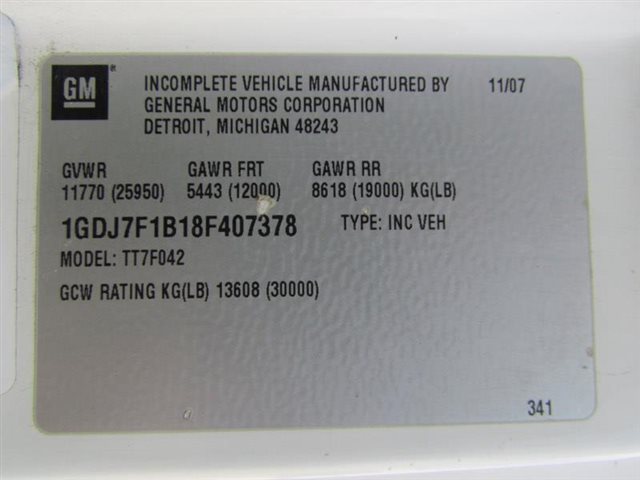 GM ®
INCOMPLETE VEHICLE MANUFACTURED BY 11/07
GENERAL MOTORS CORPORATION
DETROIT, MICHIGAN 48243
GVWR GAWR FRT GAWR RR
11770 (25950) 5443 (12000) 8618 (19000) KG(LB)
1GDJ7F1B18F407378 TYPE: INC VEH
MODEL: TT7F042
GCW RATING KG(LB) 13608 (30000)
341